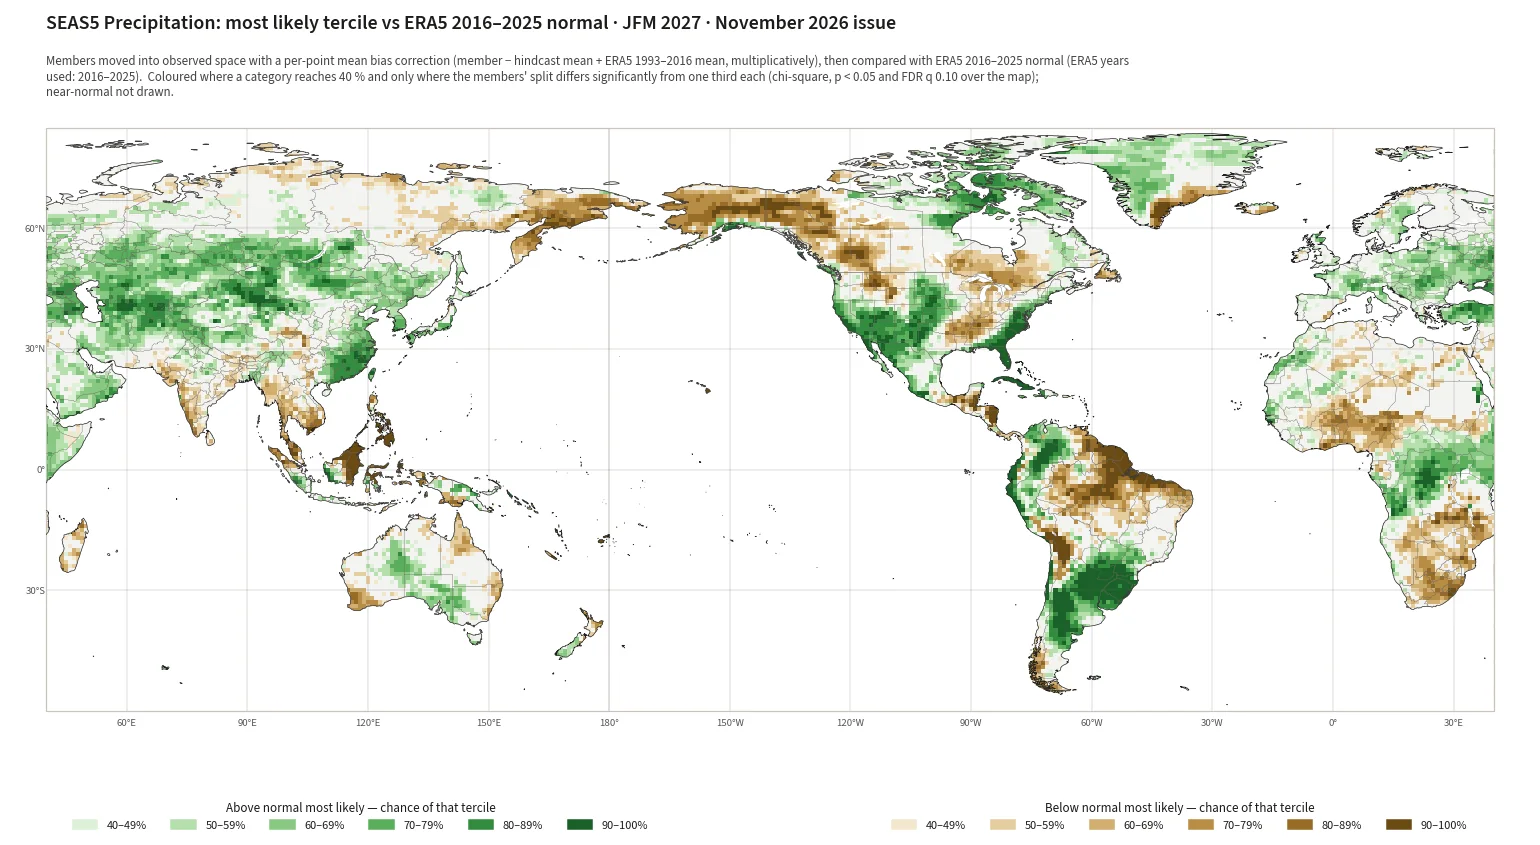 SEAS5 Precipitation: most likely tercile vs ERA5 2016–2025 normal · JFM 2027 · November 2026 issue
Members moved into observed space with a per-point mean bias correction (member − hindcast mean + ERA5 1993–2016 mean, multiplicatively), then compared with ERA5 2016–2025 normal (ERA5 years
used: 2016–2025). Coloured where a category reaches 40 % and only where the members' split differs significantly from one third each (chi-square, p < 0.05 and FDR q 0.10 over the map);
near-normal not drawn.
60°N
30°N
0°
30°S
60°E 90°E 120°E 150°E 180° 150°W 120°W 90°W 60°W 30°W 0° 30°E
Above normal most likely — chance of that tercile
40–49% 50–59% 60–69% 70–79% 80–89% 90–100%
Below normal most likely — chance of that tercile
40–49% 50–59% 60–69% 70–79% 80–89% 90–100%